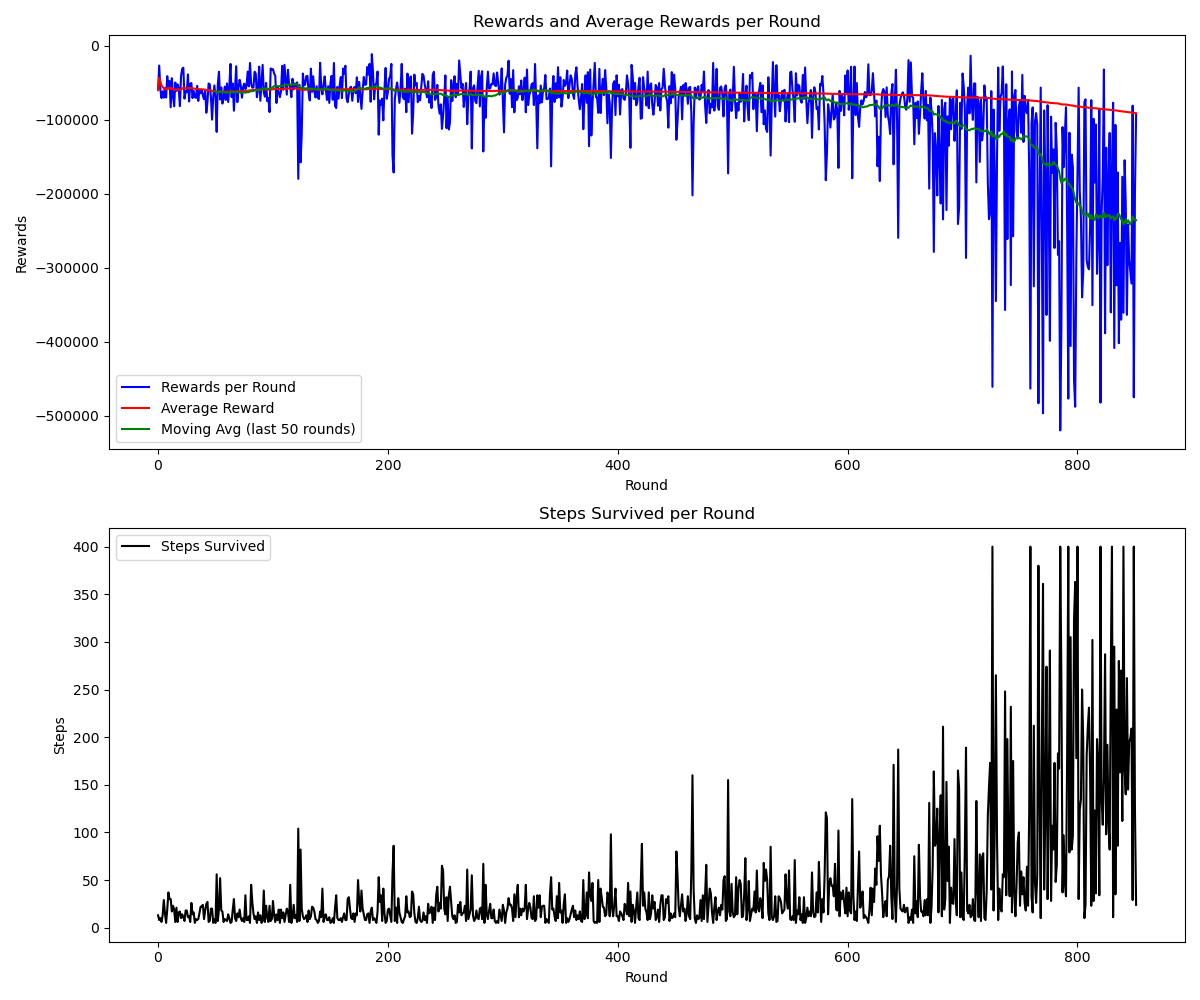 Rewards and Average Rewards per Round
0
−100000
−200000
−300000
−400000
−500000
Rewards
Rewards per Round
Average Reward
Moving Avg (last 50 rounds)
0 200 400 600 800
Round
Steps Survived per Round
Steps Survived
400
350
300
250
200
150
100
50
0
Steps
0 200 400 600 800
Round